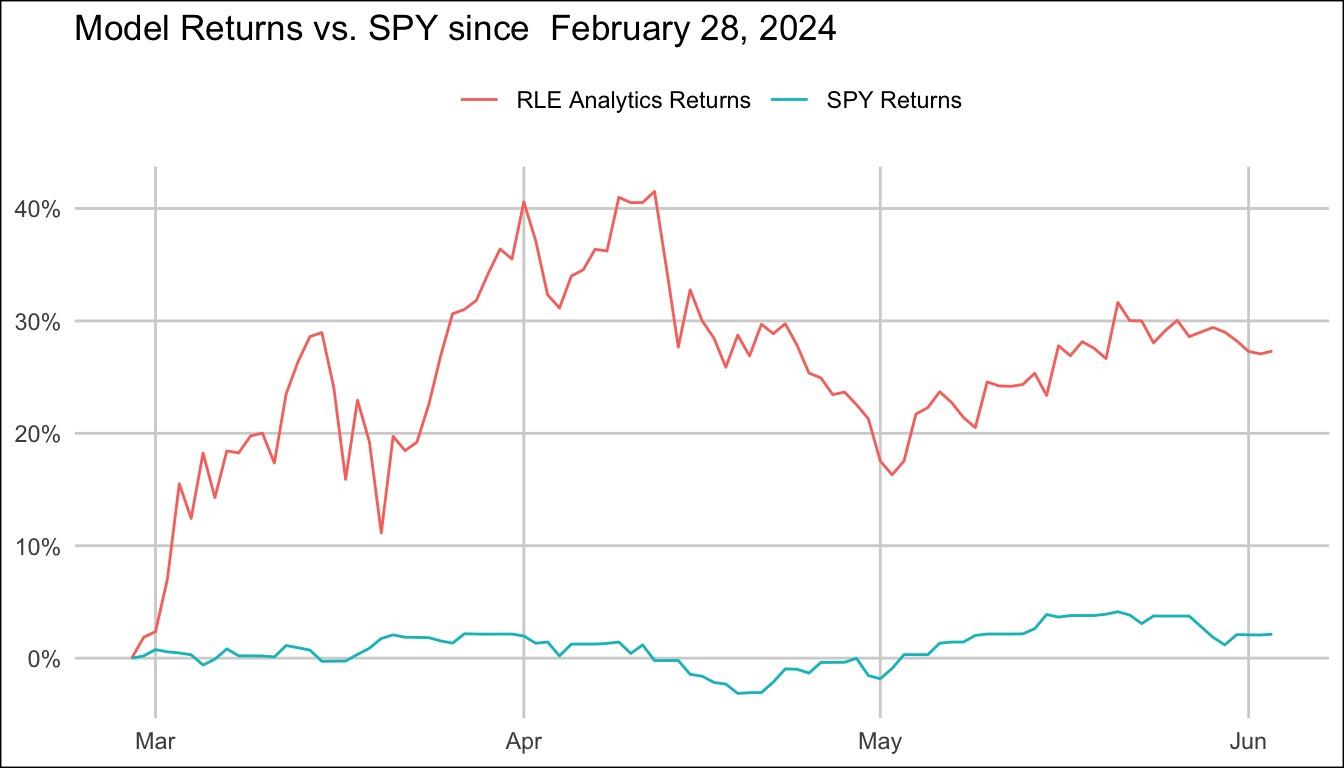 Model Returns vs. SPY since  February 28, 2024
RLE Analytics Returns SPY Returns
40%
30%
20%
10%
0%
Mar Apr May Jun